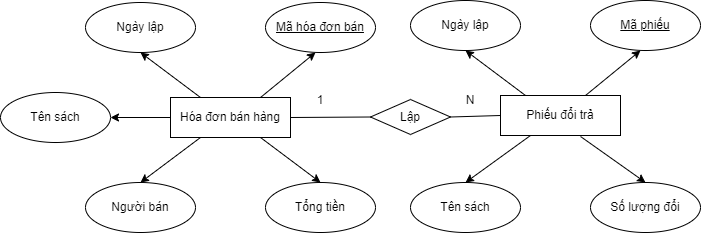 Ngày lập
Mã hóa đơn bán
Ngày lập
Mã phiếu
Tên sách
Hóa đơn bán hàng
1
Lập
N
Phiếu đổi trả
Người bán
Tổng tiền
Tên sách
Số lượng đổi